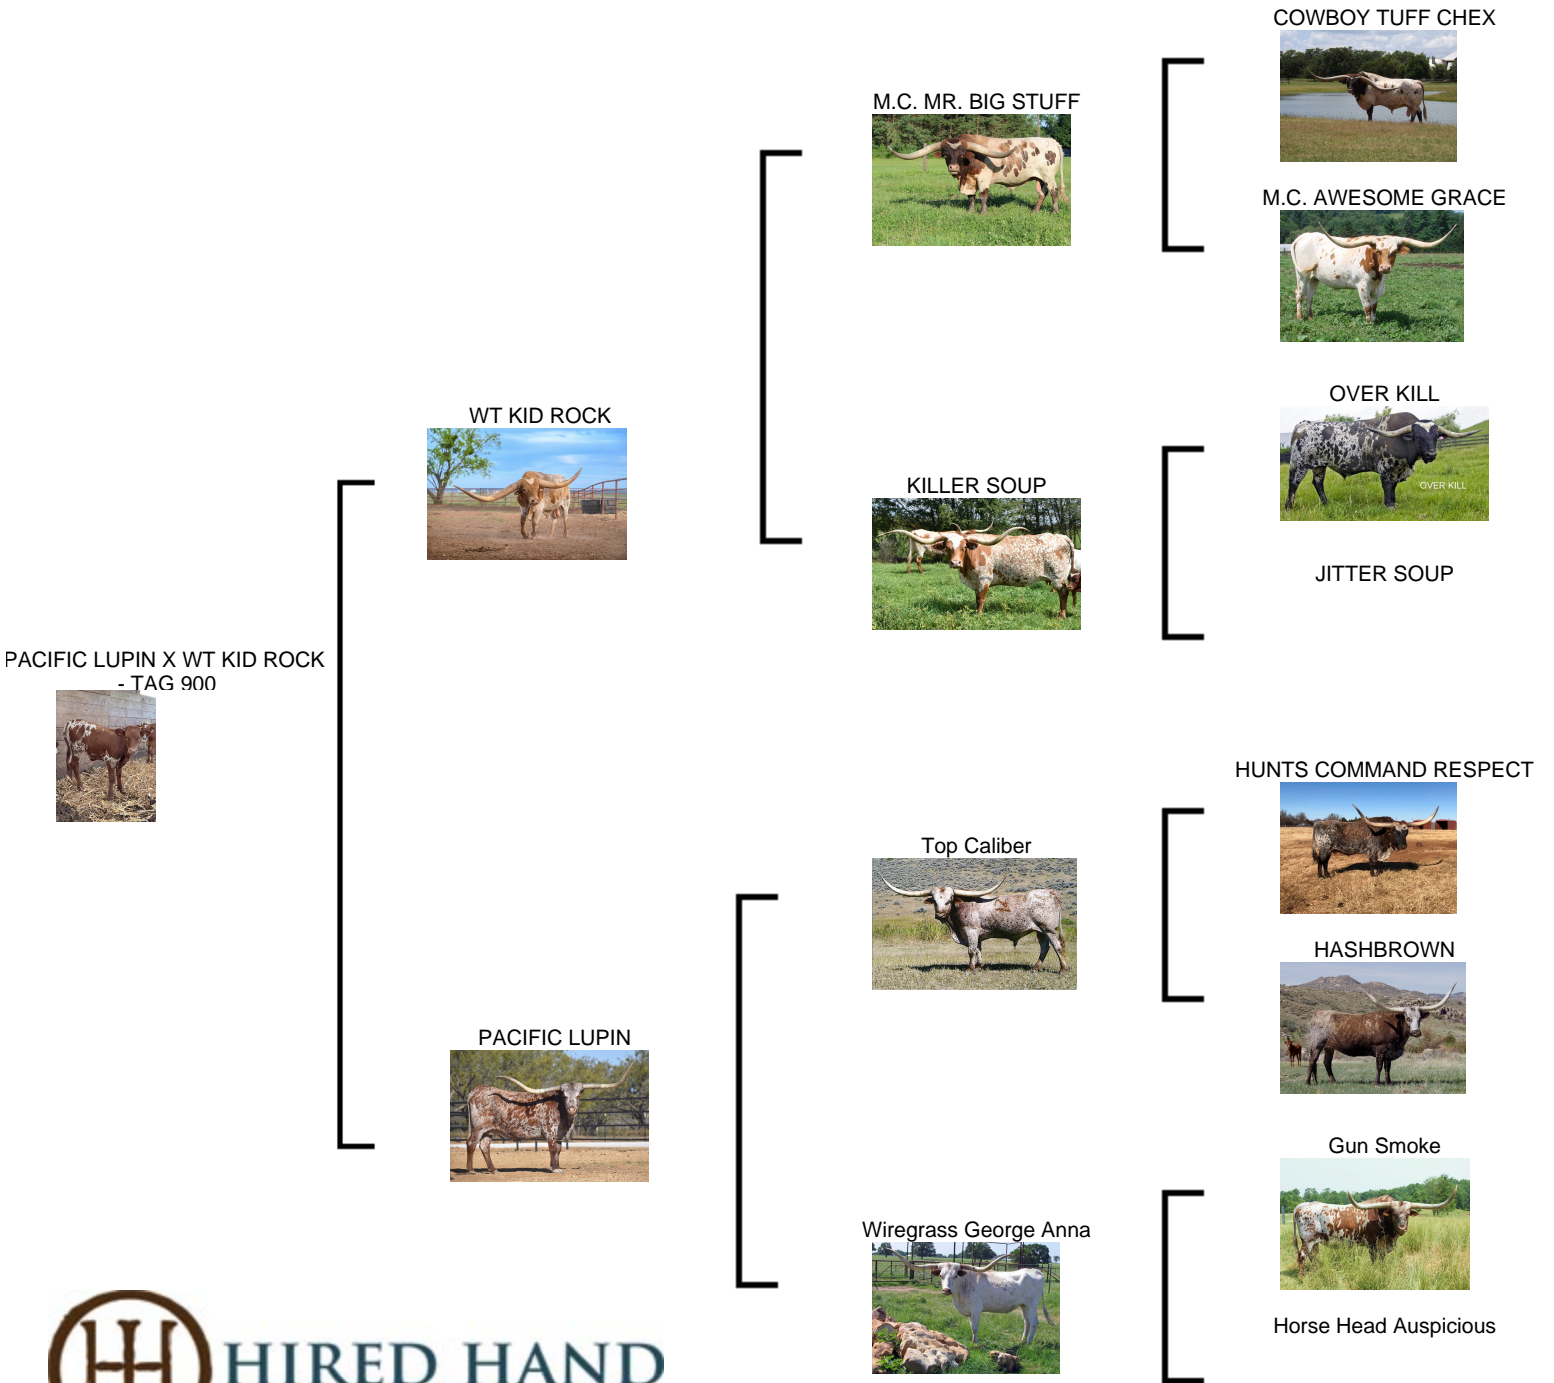 COWBOY TUFF CHEX
M.C. MR. BIG STUFF
M.C. AWESOME GRACE
OVER KILL
WT KID ROCK
OVER KILL
KILLER SOUP
JITTER SOUP
PACIFIC LUPIN X WT KID ROCK
- TAG 900
HUNTS COMMAND RESPECT
Top Caliber
HASHBROWN
PACIFIC LUPIN
Gun Smoke
Wiregrass George Anna
Horse Head Auspicious
HIRED HAND